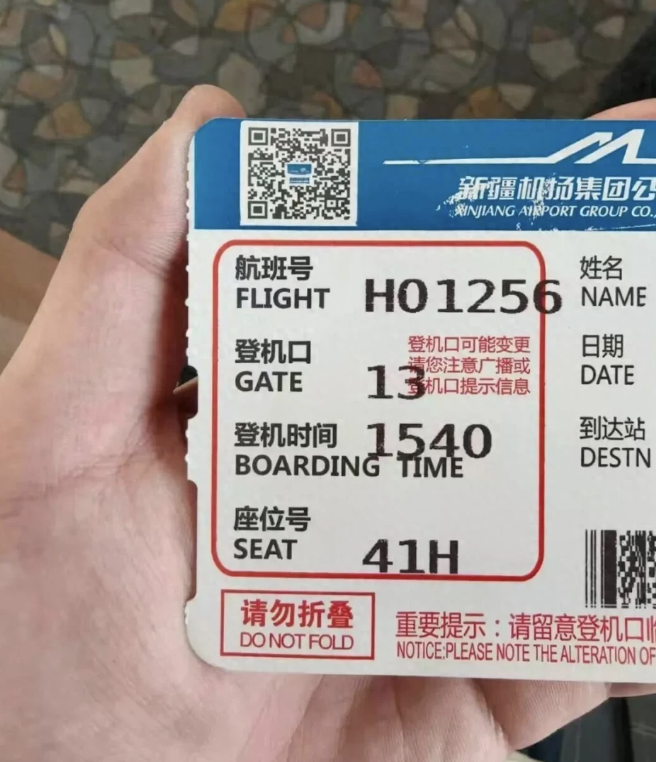 新疆机场集团公
XINJIANG AIRPORT GROUP CO.,
航班号
FLIGHT HO1256
登机口
GATE 13
登机口可能变更
请您注意广播或
登机口提示信息
登机时间
BOARDING TIME 1540
座位号
SEAT 41H
姓名
NAME
日期
DATE
到达站
DESTN
请勿折叠
DO NOT FOLD
重要提示：请留意登机口临
NOTICE:PLEASE NOTE THE ALTERATION OF